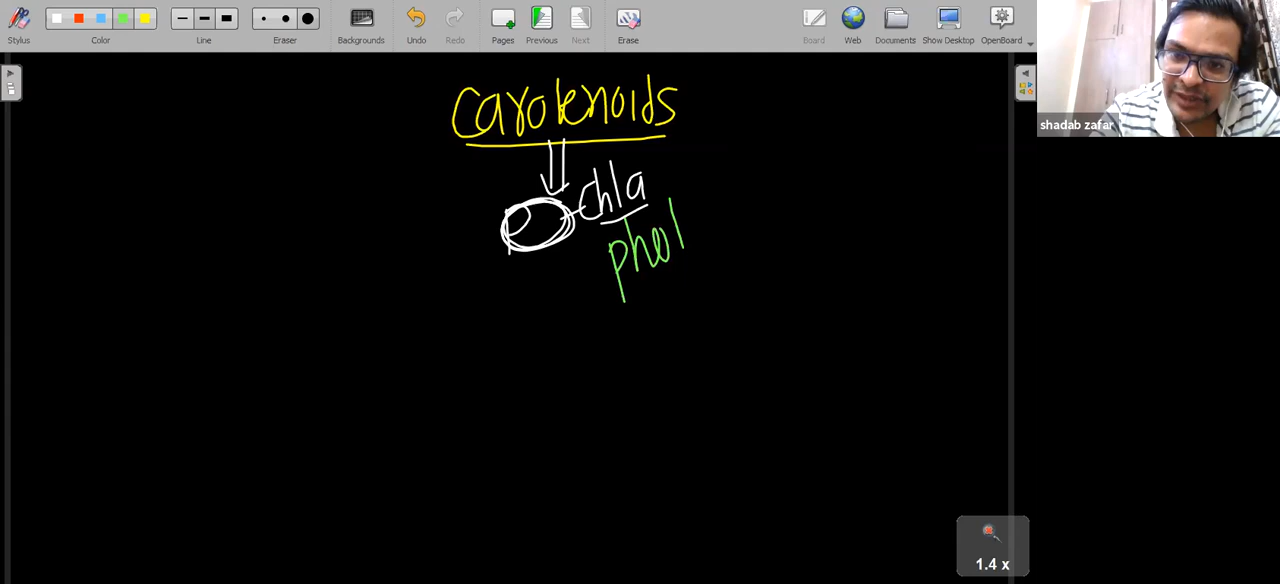 Stylus
Color
Line
Eraser
Backgrounds
Undo
Redo
Pages
Previous
Next
Erase
Board
Web
Documents
Show Desktop
OpenBoard
shadab zafar
carotenoids
chla
phol
1.4 x